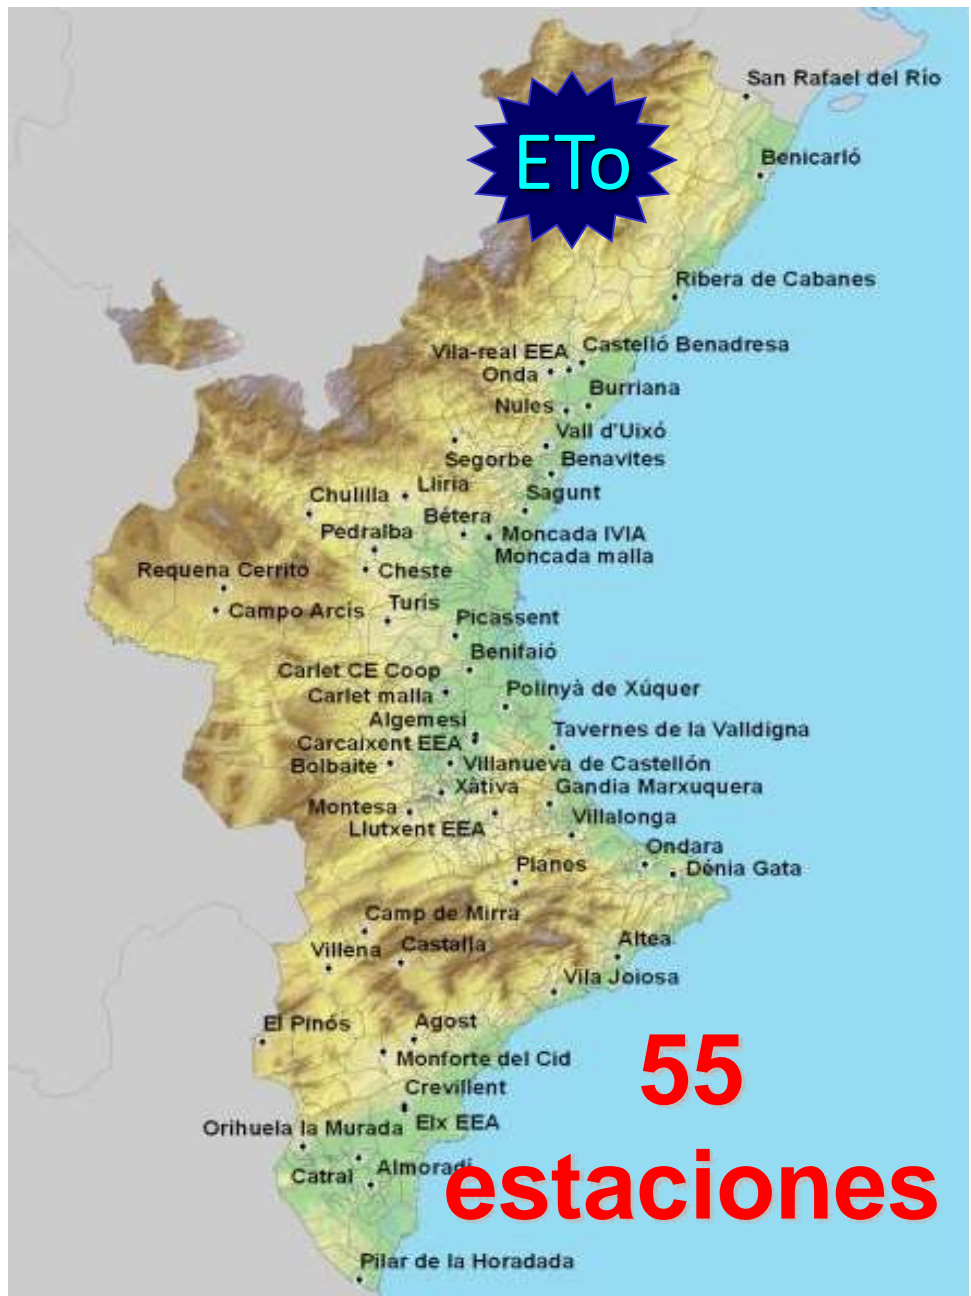 San Rafael del Río
ETo
Benicarló
Ribera de Cabanes
Castelló Benadresa
Vila-real EEA
Onda
Burriana
Nules
Vall d'Uixó
Segorbe
Benavites
Llíria
Chulilla
Sagunt
Bétera
Pedralba
Moncada IVIA
Moncada malla
Requena Cerrito
Cheste
Turís
Campo Arcís
Picassent
Benifaió
Carlet CE Coop
Polinyà de Xúquer
Carlet malla
Algemesí
Tavernes de la Valldigna
Carcaixent EEA
Bolbaite
Villanueva de Castellón
Xàtiva
Gandia Marxuquera
Montesa
Villalonga
Llutxent EEA
Ondara
Planes
Dénia Gata
Camp de Mirra
Altea
Villena
Castalla
Vila Joiosa
El Pinós
Agost
55
Monforte del Cid
Crevillent
Elx EEA
Orihuela la Murada
Almoradí
Catral
estaciones
Pilar de la Horadada